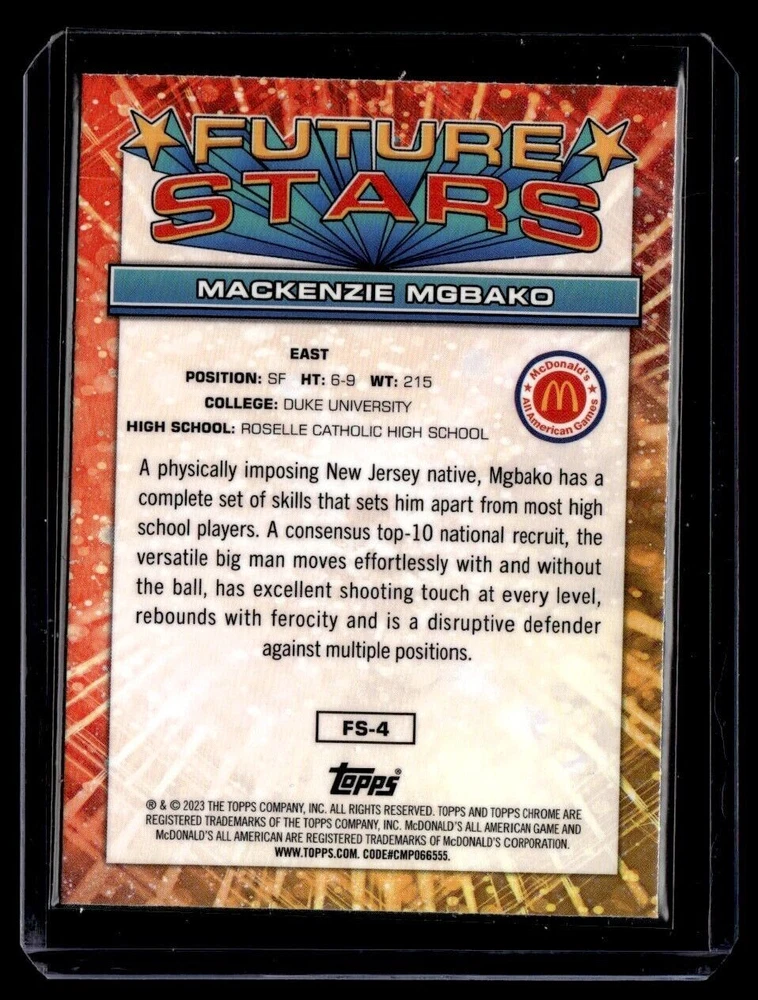 FUTURE
STARS
MACKENZIE MGBAKO
EAST
POSITION: SF HT: 6-9 WT: 215
COLLEGE: DUKE UNIVERSITY
HIGH SCHOOL: ROSELLE CATHOLIC HIGH SCHOOL
McDonald's
All American Games
A physically imposing New Jersey native, Mgbako has a
complete set of skills that sets him apart from most high
school players. A consensus top-10 national recruit, the
versatile big man moves effortlessly with and without
the ball, has excellent shooting touch at every level,
rebounds with ferocity and is a disruptive defender
against multiple positions.
FS-4
Topps®
® & © 2023 THE TOPPS COMPANY, INC. ALL RIGHTS RESERVED. TOPPS AND TOPPS CHROME ARE
REGISTERED TRADEMARKS OF THE TOPPS COMPANY, INC. McDONALD'S ALL AMERICAN GAME AND
McDONALD'S ALL AMERICAN ARE REGISTERED TRADEMARKS OF McDONALD'S CORPORATION.
WWW.TOPPS.COM. CODE#CMP066555.